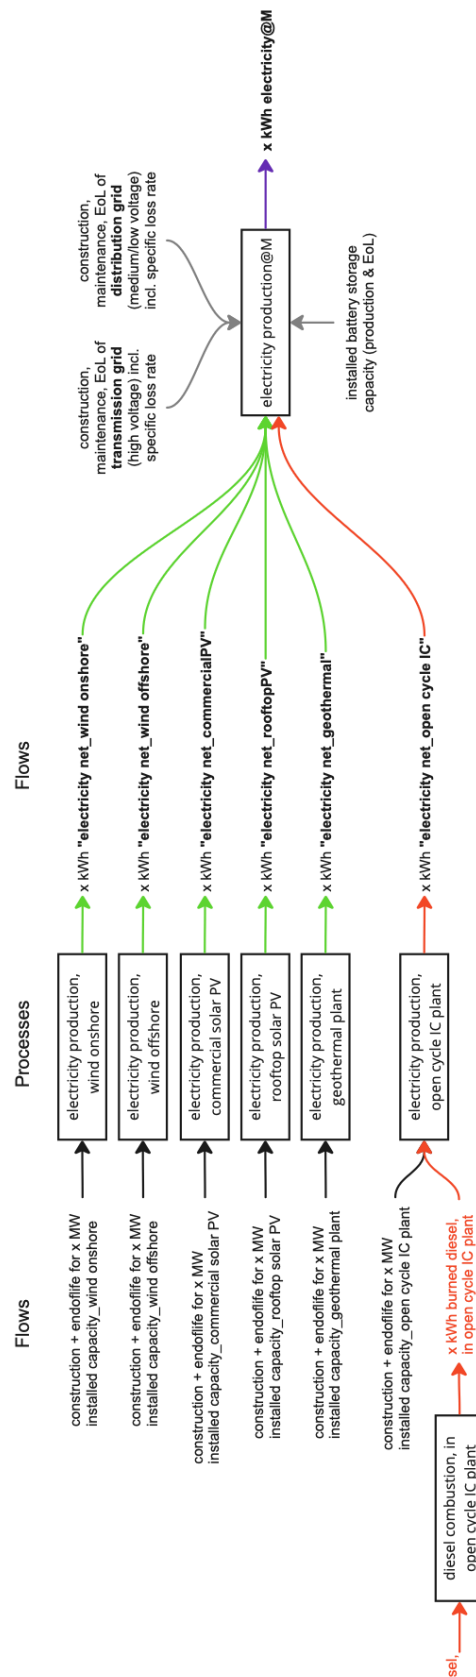 Flows
Processes
Flows
construction + endoflife for x MW
installed capacity_wind onshore
electricity production,
wind onshore
x kWh "electricity net_wind onshore"
construction + endoflife for x MW
installed capacity_wind offshore
electricity production,
wind offshore
x kWh "electricity net_wind offshore"
construction + endoflife for x MW
installed capacity_commercial solar PV
electricity production,
commercial solar PV
x kWh "electricity net_commercialPV"
construction + endoflife for x MW
installed capacity_rooftop solar PV
electricity production,
rooftop solar PV
x kWh "electricity net_rooftopPV"
construction + endoflife for x MW
installed capacity_geothermal plant
electricity production,
geothermal plant
x kWh "electricity net_geothermal"
construction + endoflife for x MW
installed capacity_open cycle IC plant
electricity production,
open cycle IC plant
x kWh "electricity net_open cycle IC"
sel,
diesel combustion, in
open cycle IC plant
x kWh burned diesel,
in open cycle IC plant
construction,
maintenance, EoL of
transmission grid
(high voltage) incl.
specific loss rate
construction,
maintenance, EoL of
distribution grid
(medium/low voltage)
incl. specific loss rate
electricity production@M
x kWh electricity@M
installed battery storage
capacity (production & EoL)